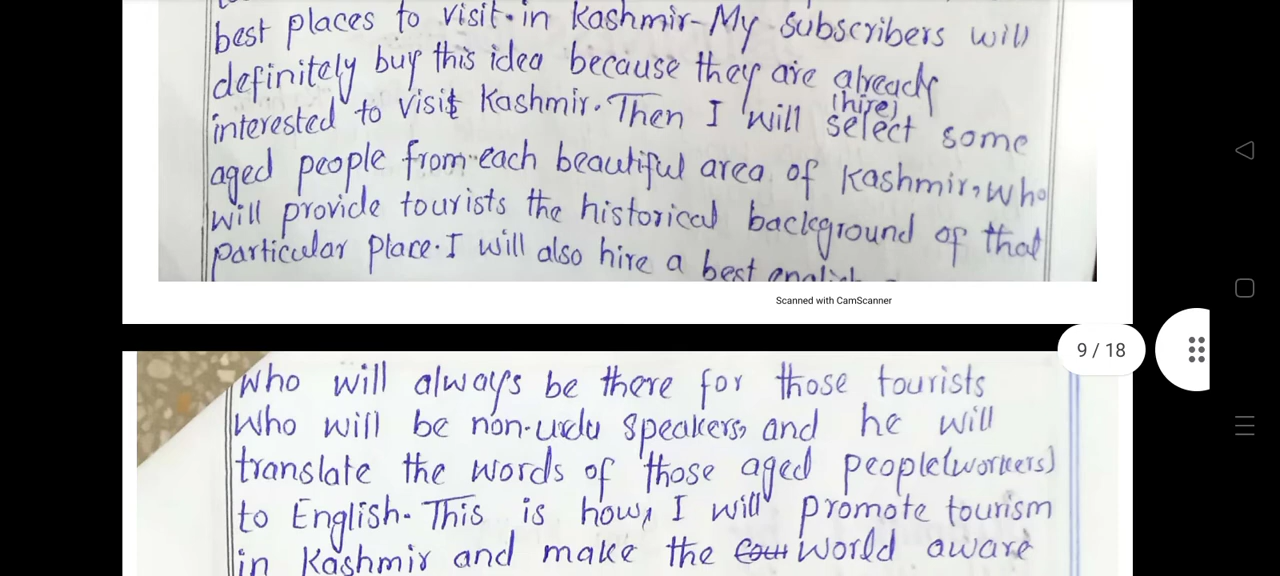 best places to visit. in Kashmir-My subscribers will
definitely buy this idea because they are already
interested to visit Kashmir. Then I will select some
(hire)
aged people from each beautiful area of Kashmir, who
will provide tourists the historical background of that
particular place. I will also hire a best
Scanned with CamScanner
9 / 18
who will always be there for those tourists
who will be non-urdu speakers, and he will
translate the words of those aged people(workers)
to English. This is how, I will promote tourism
in Kashmir and make the world aware